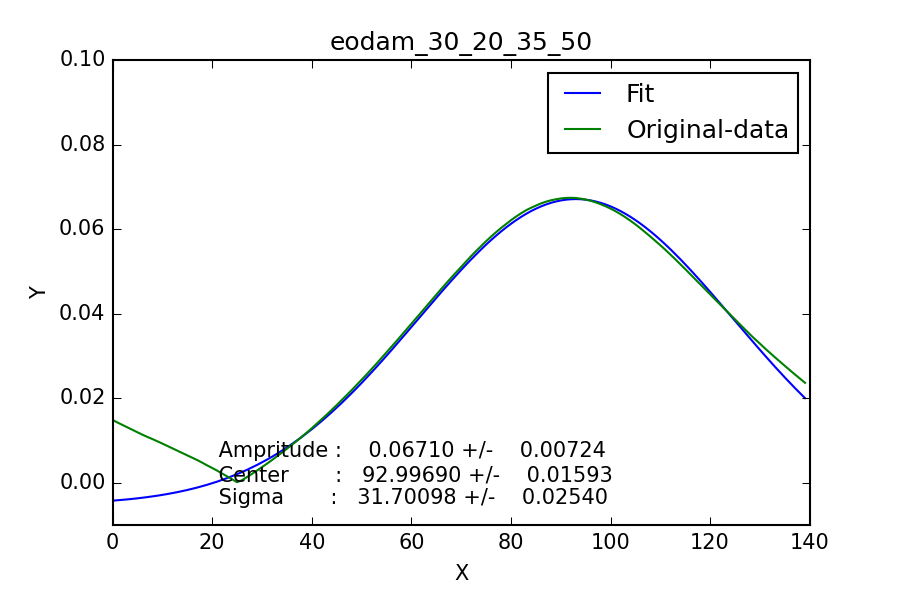 eodam_30_20_35_50
Fit
Original-data
0.10
0.08
0.06
0.04
0.02
0.00
Y
Ampritude : 0.06710 +/- 0.00724
Center : 92.99690 +/- 0.01593
Sigma : 31.70098 +/- 0.02540
0 20 40 60 80 100 120 140
X